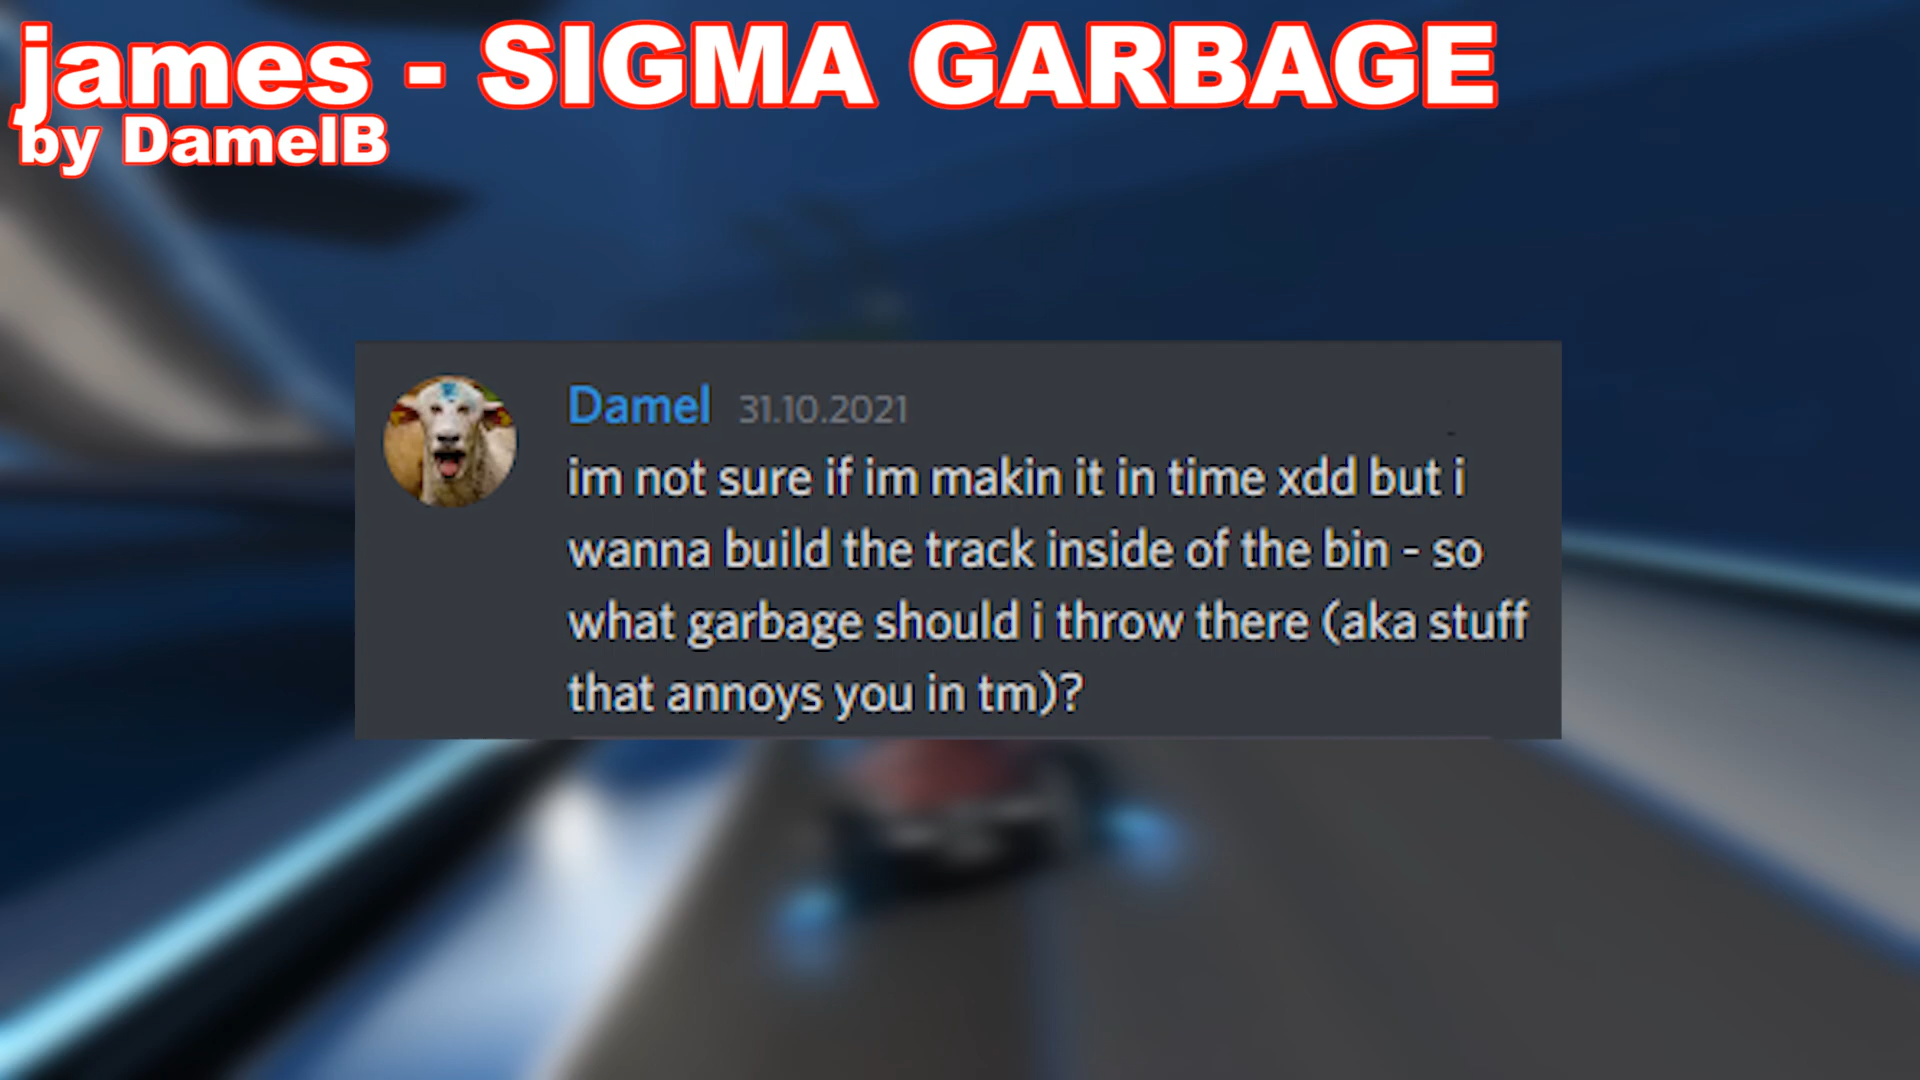 james - SIGMA GARBAGE
by DamelB
Damel 31.10.2021
im not sure if im makin it in time xdd but i
wanna build the track inside of the bin - so
what garbage should i throw there (aka stuff
that annoys you in tm)?